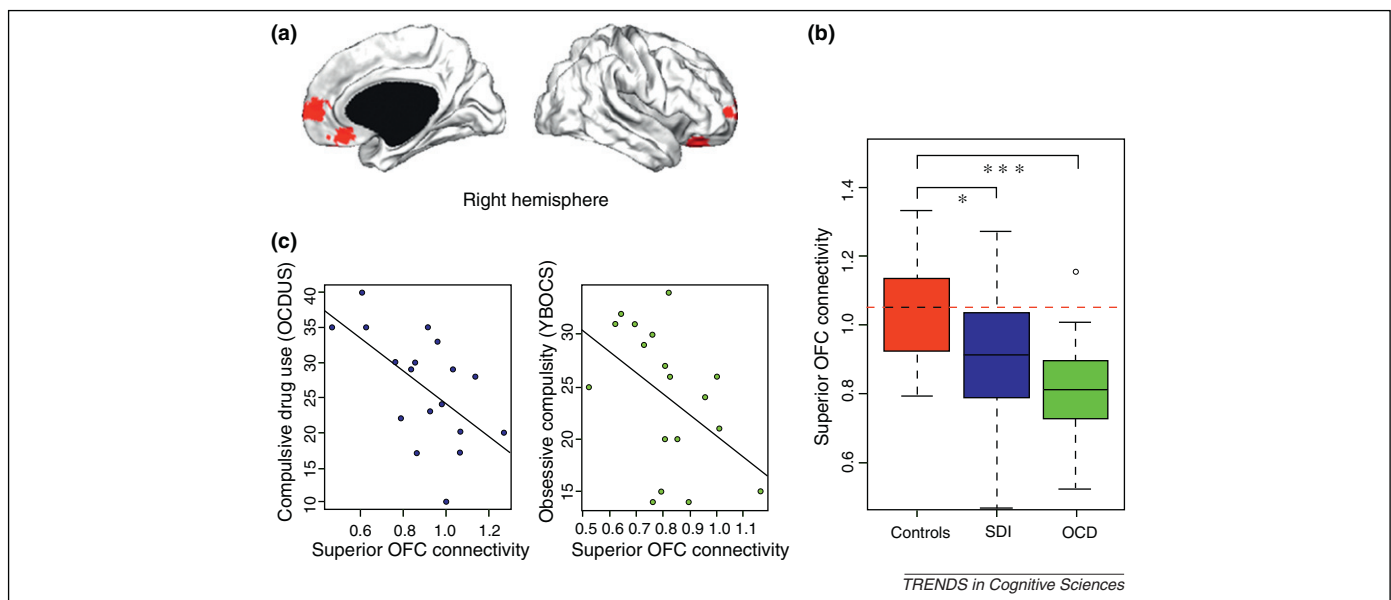 (a)
(b)
Right hemisphere
(c)
Compulsive drug use (OCDUS)
40
35
30
25
20
15
10
0.6 0.8 1.0 1.2
Superior OFC connectivity
Obsessive compulsity (YBOCS)
30
25
20
15
0.5 0.6 0.7 0.8 0.9 1.0 1.1
Superior OFC connectivity
Superior OFC connectivity
1.4
1.2
1.0
0.8
0.6
***
*
Controls SDI OCD
TRENDS in Cognitive Sciences